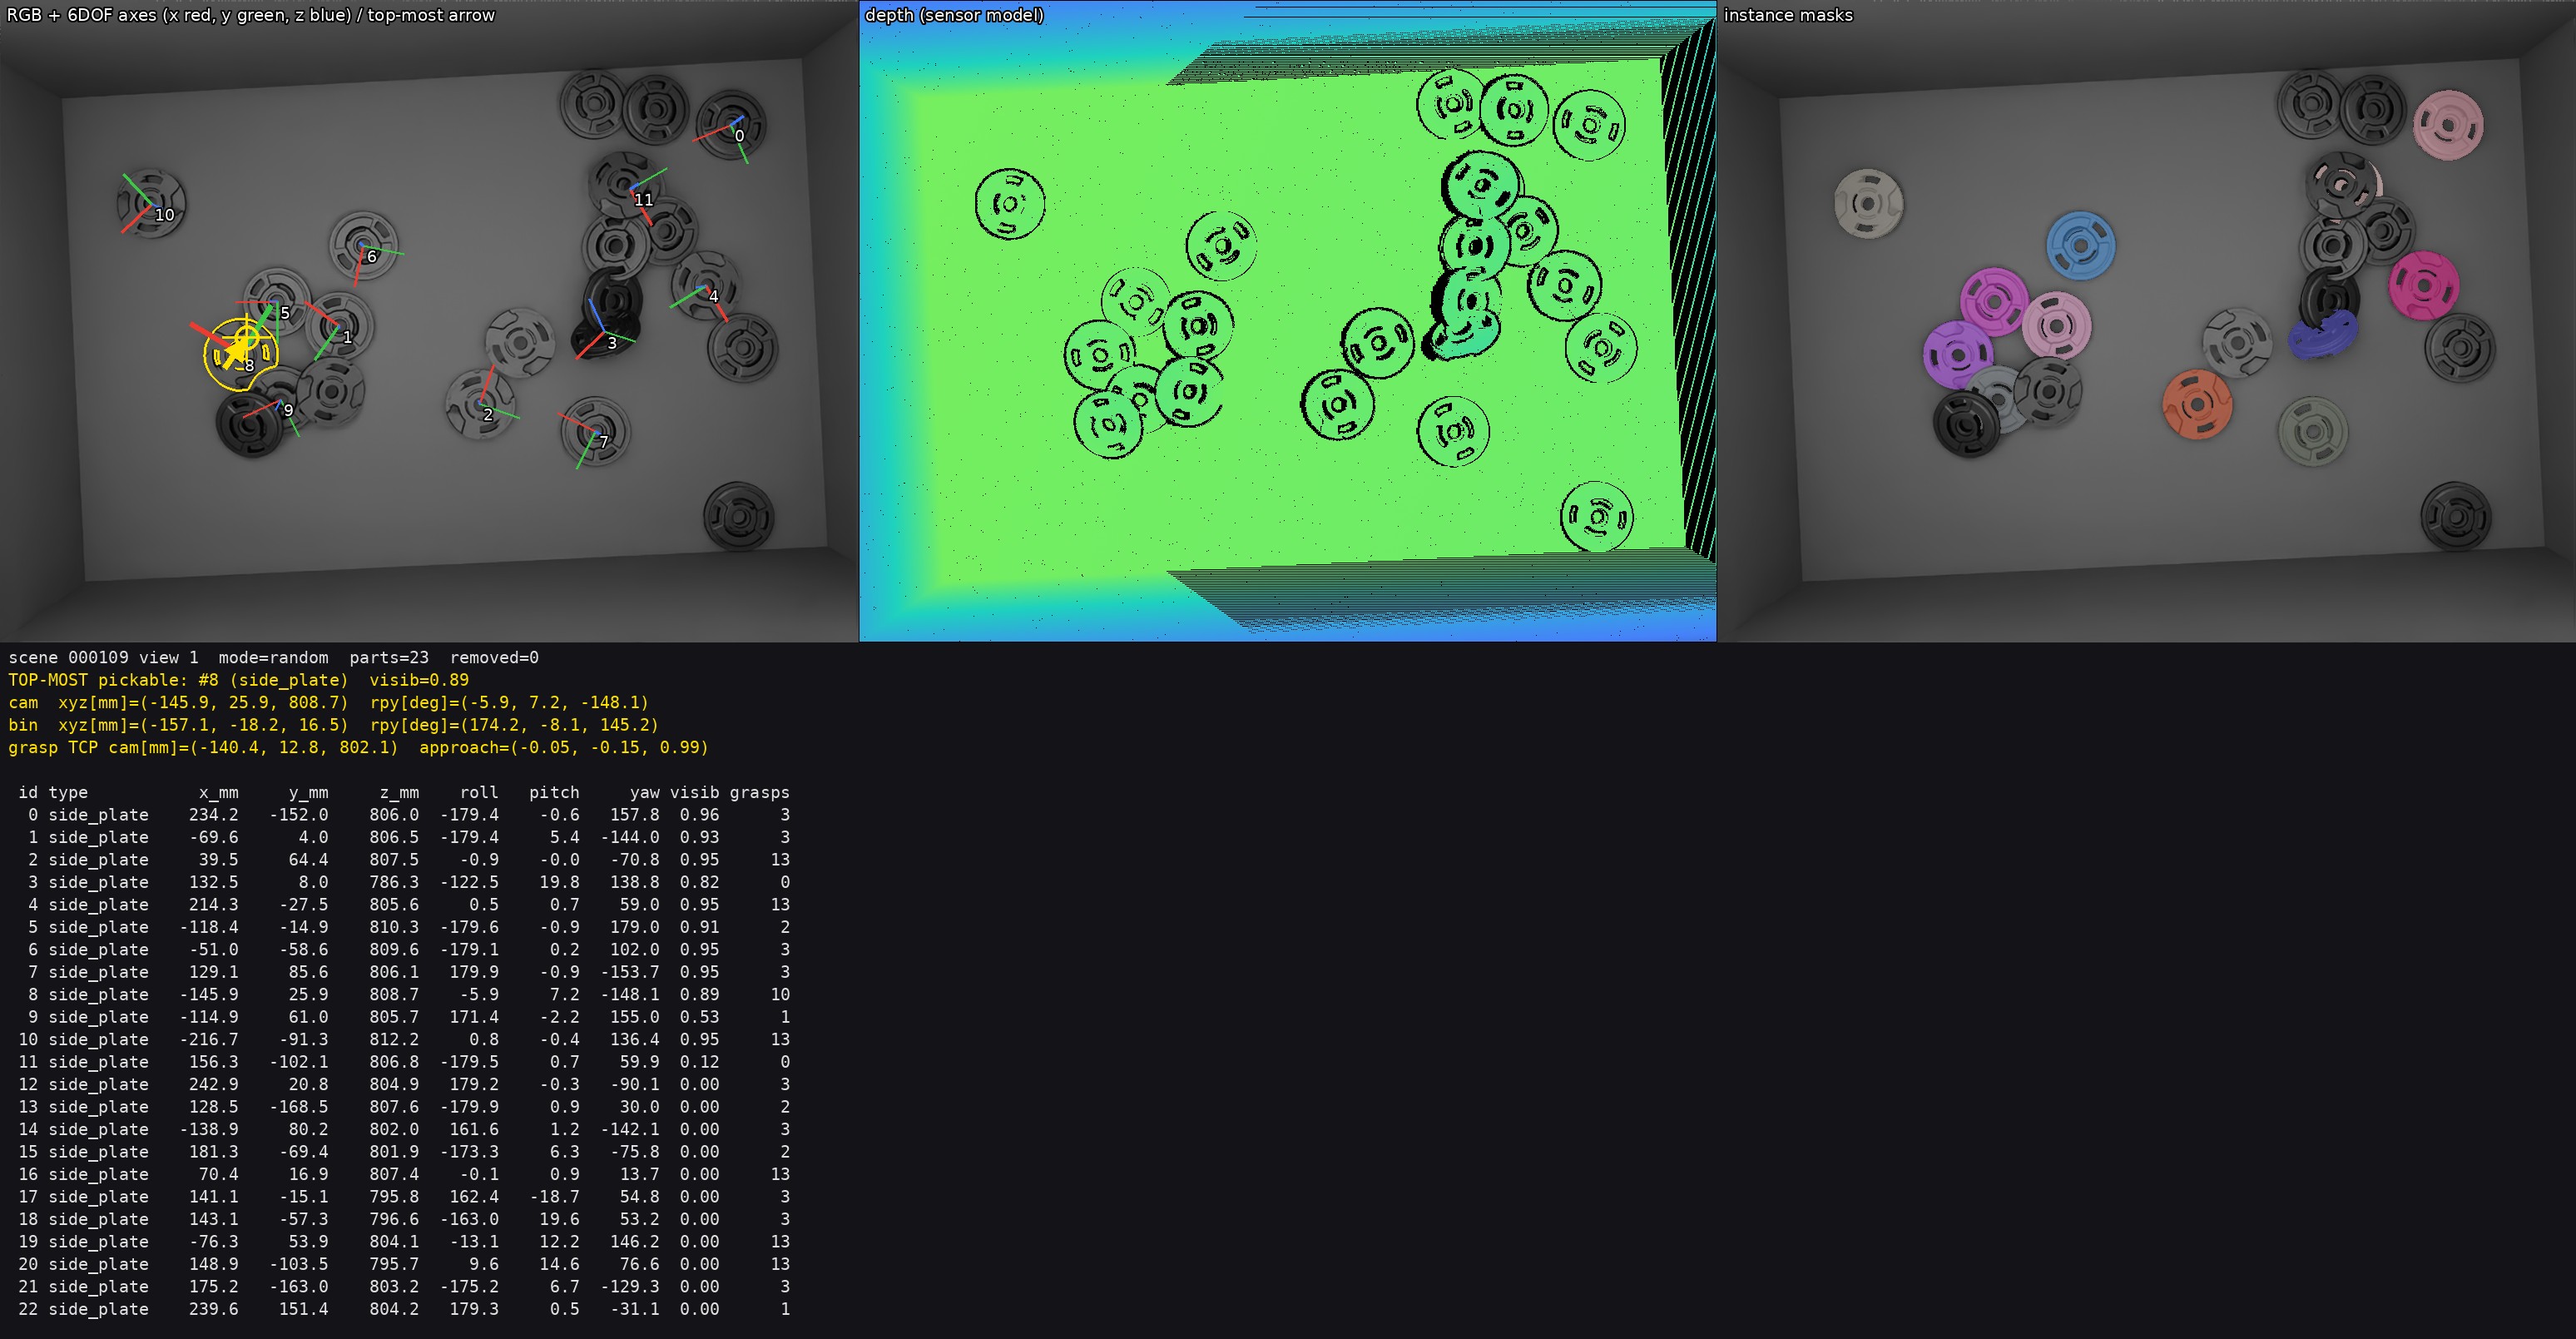 RGB + 6DOF axes (x red, y green, z blue) / top-most arrow
depth (sensor model)
instance masks
0
10
11
6
4
5
1
3
8
2
9
7
scene 000109 view 1  mode=random  parts=23  removed=0
TOP-MOST pickable: #8 (side_plate)  visib=0.89
cam  xyz[mm]=(-145.9, 25.9, 808.7)  rpy[deg]=(-5.9, 7.2, -148.1)
bin  xyz[mm]=(-157.1, -18.2, 16.5)  rpy[deg]=(174.2, -8.1, 145.2)
grasp TCP cam[mm]=(-140.4, 12.8, 802.1)  approach=(-0.05, -0.15, 0.99)
id type x_mm y_mm z_mm roll pitch yaw visib grasps
0 side_plate 234.2 -152.0 806.0 -179.4 -0.6 157.8 0.96 3
1 side_plate -69.6 4.0 806.5 -179.4 5.4 -144.0 0.93 3
2 side_plate 39.5 64.4 807.5 -0.9 -0.0 -70.8 0.95 13
3 side_plate 132.5 8.0 786.3 -122.5 19.8 138.8 0.82 0
4 side_plate 214.3 -27.5 805.6 0.5 0.7 59.0 0.95 13
5 side_plate -118.4 -14.9 810.3 -179.6 -0.9 179.0 0.91 2
6 side_plate -51.0 -58.6 809.6 -179.1 0.2 102.0 0.95 3
7 side_plate 129.1 85.6 806.1 179.9 -0.9 -153.7 0.95 3
8 side_plate -145.9 25.9 808.7 -5.9 7.2 -148.1 0.89 10
9 side_plate -114.9 61.0 805.7 171.4 -2.2 155.0 0.53 1
10 side_plate -216.7 -91.3 812.2 0.8 -0.4 136.4 0.95 13
11 side_plate 156.3 -102.1 806.8 -179.5 0.7 59.9 0.12 0
12 side_plate 242.9 20.8 804.9 179.2 -0.3 -90.1 0.00 3
13 side_plate 128.5 -168.5 807.6 -179.9 0.9 30.0 0.00 2
14 side_plate -138.9 80.2 802.0 161.6 1.2 -142.1 0.00 3
15 side_plate 181.3 -69.4 801.9 -173.3 6.3 -75.8 0.00 2
16 side_plate 70.4 16.9 807.4 -0.1 0.9 13.7 0.00 13
17 side_plate 141.1 -15.1 795.8 162.4 -18.7 54.8 0.00 3
18 side_plate 143.1 -57.3 796.6 -163.0 19.6 53.2 0.00 3
19 side_plate -76.3 53.9 804.1 -13.1 12.2 146.2 0.00 13
20 side_plate 148.9 -103.5 795.7 9.6 14.6 76.6 0.00 13
21 side_plate 175.2 -163.0 803.2 -175.2 6.7 -129.3 0.00 3
22 side_plate 239.6 151.4 804.2 179.3 0.5 -31.1 0.00 1